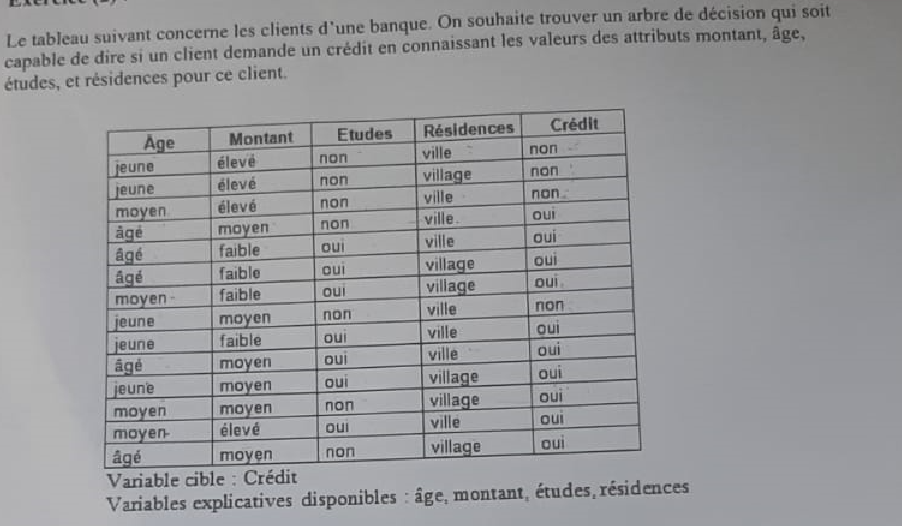 Le tableau suivant concerne les clients d'une banque. On souhaite trouver un arbre de décision qui soit
capable de dire si un client demande un crédit en connaissant les valeurs des attributs montant, âge,
études, et résidences pour ce client.
Âge Montant Etudes Résidences Crédit
jeune élevé non ville non
jeune élevé non village non
moyen élevé non ville non
âgé moyen non ville oui
âgé faible oui ville oui
âgé faible oui village oui
moyen faible oui village oui
jeune moyen non ville non
jeune faible oui ville oui
âgé moyen oui ville oui
jeune moyen oui village oui
moyen moyen non village oui
moyen élevé oui ville oui
âgé moyen non village oui
Variable cible : Crédit
Variables explicatives disponibles : âge, montant, études, résidences